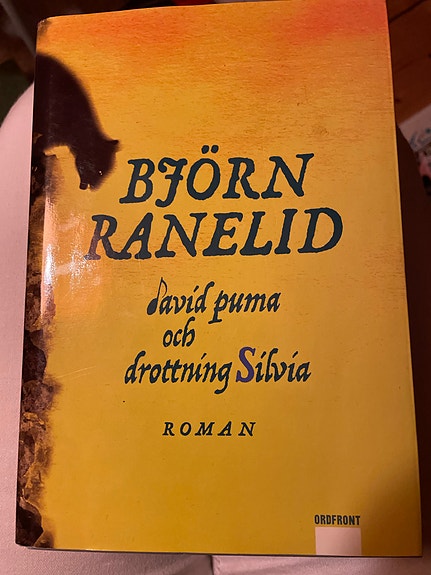 BJÖRN
RANELID
david puma
och
drottning Silvia
ROMAN
ORDFRONT